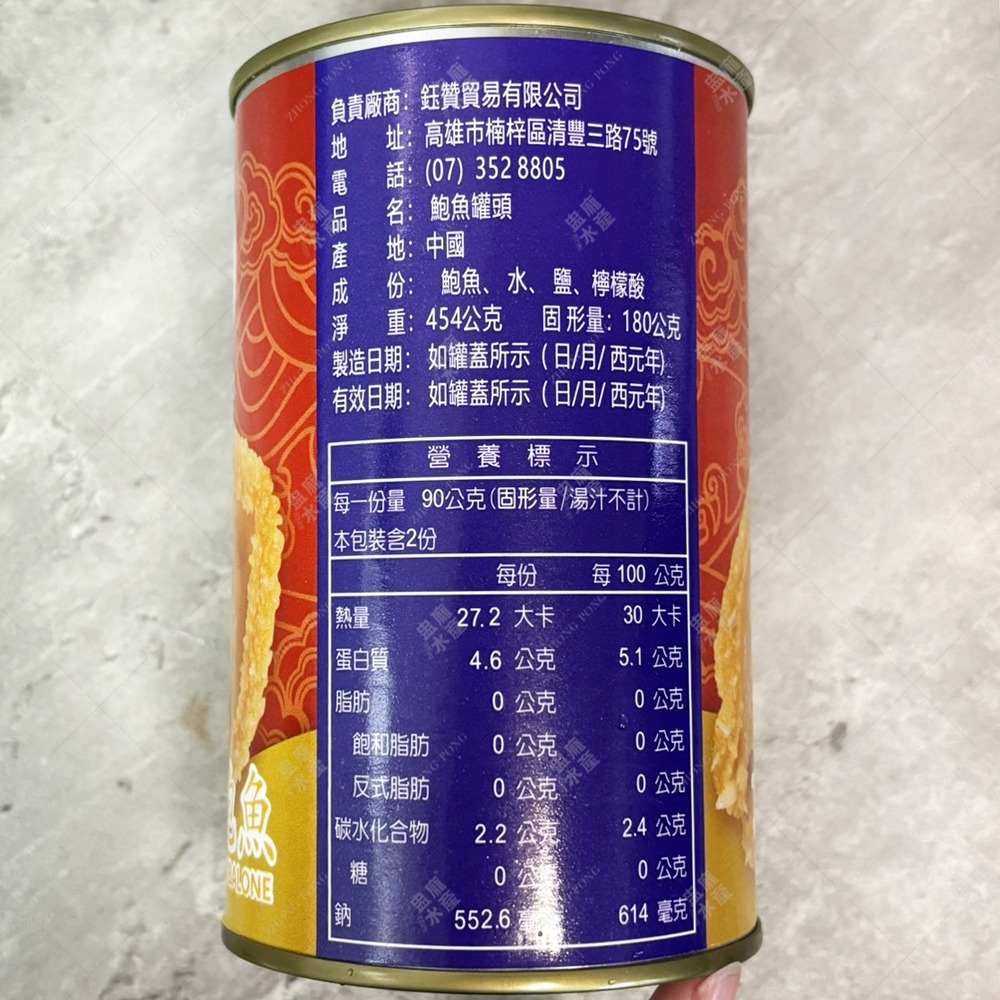 負責廠商：鈺贊貿易有限公司
地　　址：高雄市楠梓區清豐三路75號
電　　話：(07) 352 8805
品　　名：鮑魚罐頭
產　　地：中國
成　　份：鮑魚、水、鹽、檸檬酸
淨　　重：454公克　固形量：180公克
製造日期：如罐蓋所示 (日/月/西元年)
有效日期：如罐蓋所示 (日/月/西元年)
營養標示
每一份量 90公克(固形量/湯汁不計)
本包裝含2份
每份　每100公克
熱量 27.2 大卡 30 大卡
蛋白質 4.6 公克 5.1 公克
脂肪 0 公克 0 公克
飽和脂肪 0 公克 0 公克
反式脂肪 0 公克 0 公克
碳水化合物 2.2 公克 2.4 公克
糖 0 公克 0 公克
鈉 552.6 毫克 614 毫克
魚
ZHONG PONG